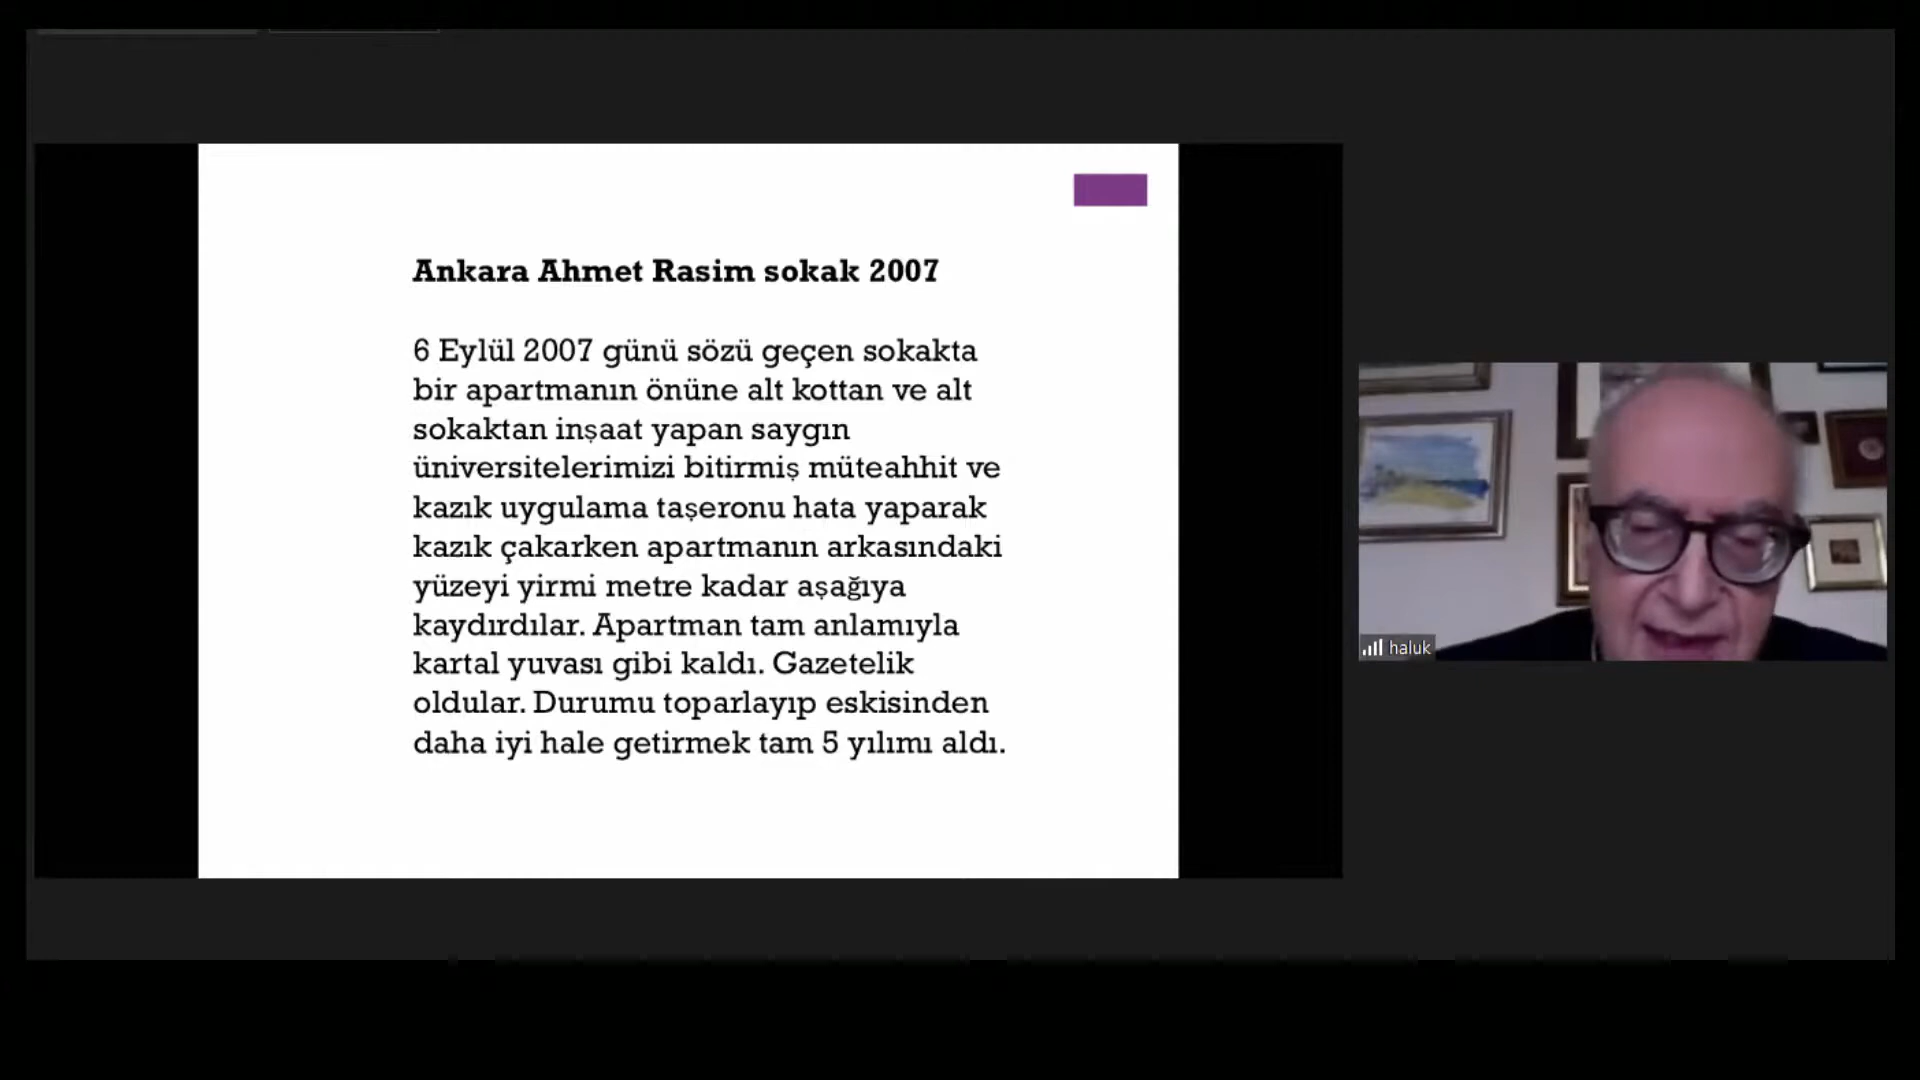 Ankara Ahmet Rasim sokak 2007
6 Eylül 2007 günü sözü geçen sokakta
bir apartmanın önüne alt kottan ve alt
sokaktan inşaat yapan saygın
üniversitelerimizi bitirmiş müteahhit ve
kazık uygulama taşeronu hata yaparak
kazık çakarken apartmanın arkasındaki
yüzeyi yirmi metre kadar aşağıya
kaydırdılar. Apartman tam anlamıyla
kartal yuvası gibi kaldı. Gazetelik
oldular. Durumu toparlayıp eskisinden
daha iyi hale getirmek tam 5 yılımı aldı.
haluk